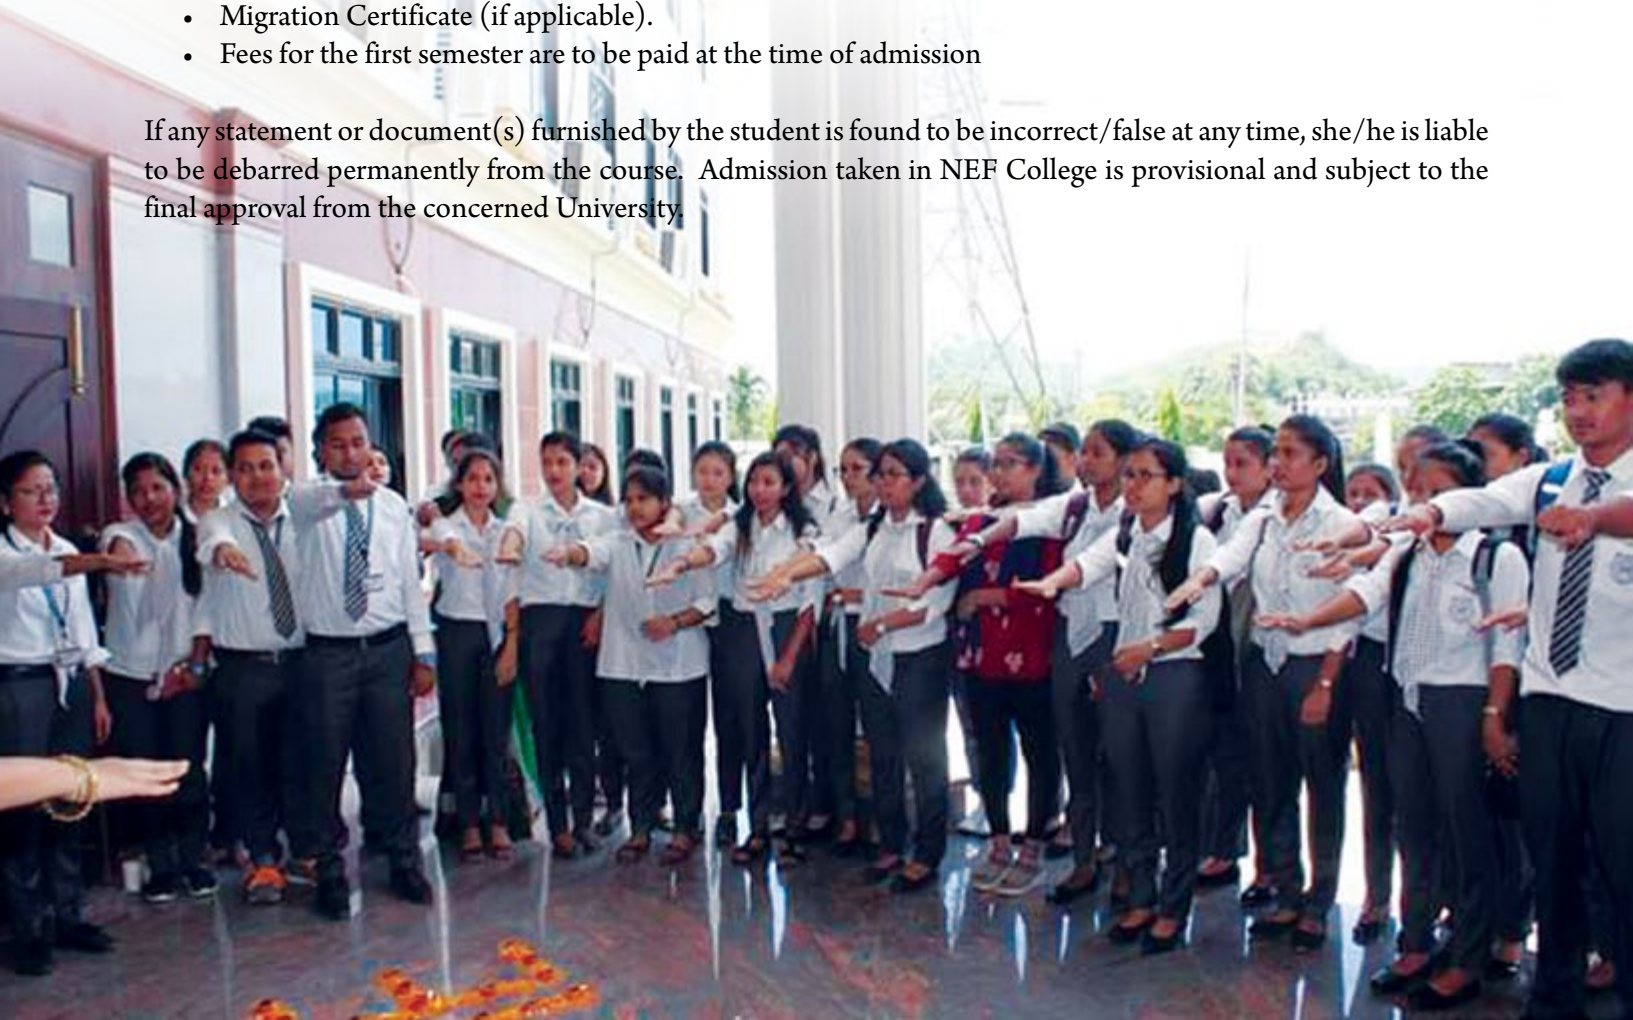 • Migration Certificate (if applicable).
• Fees for the first semester are to be paid at the time of admission
If any statement or document(s) furnished by the student is found to be incorrect/false at any time, she/he is liable
to be debarred permanently from the course. Admission taken in NEF College is provisional and subject to the
final approval from the concerned University.